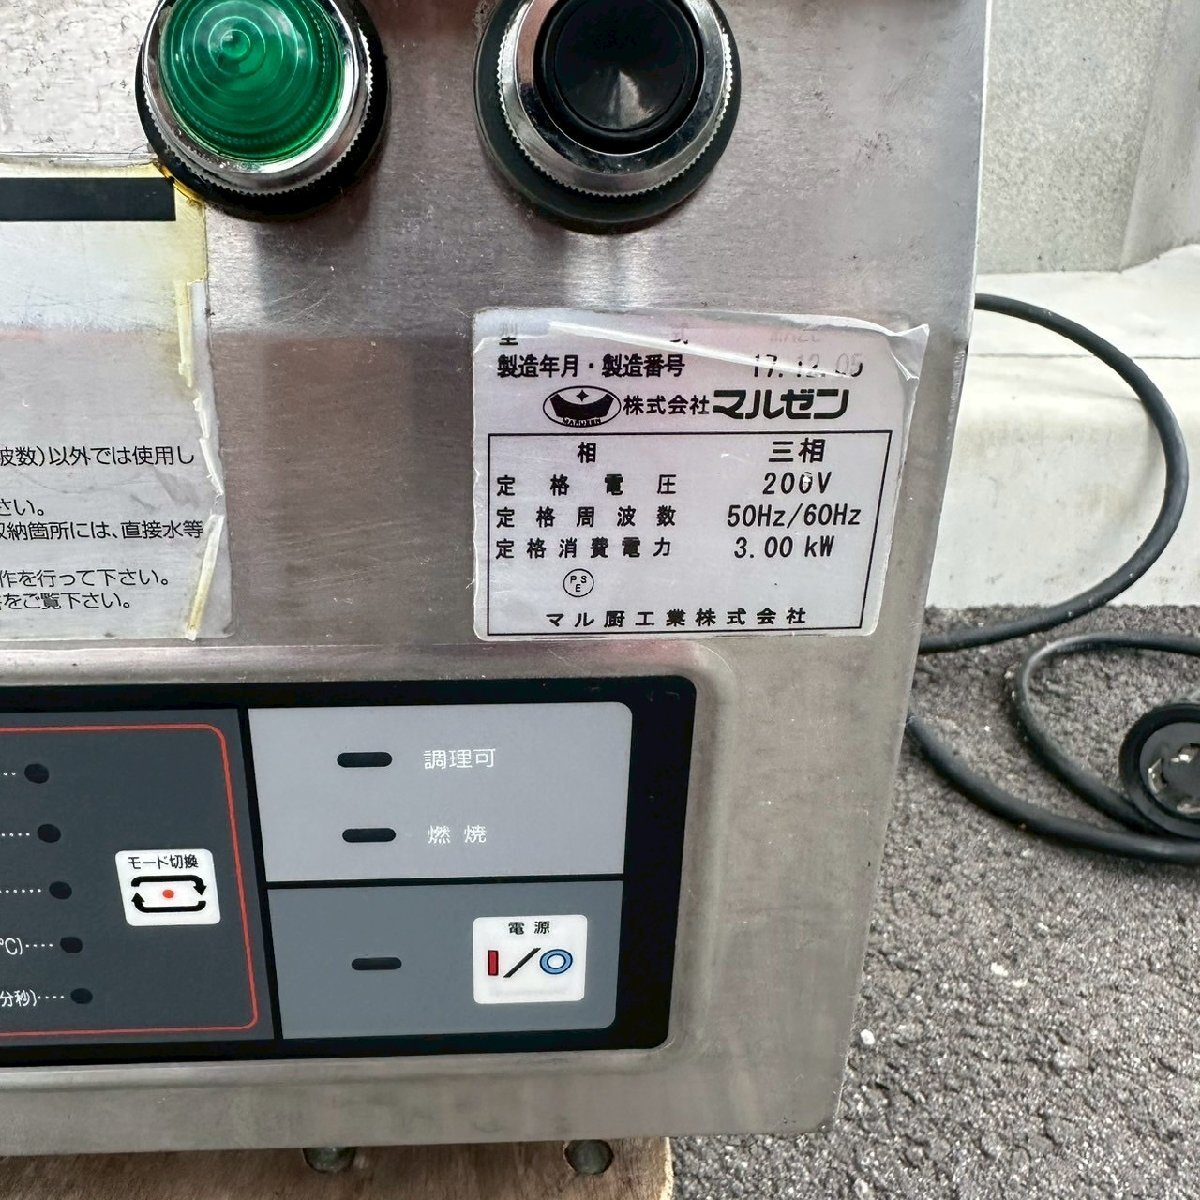 型 式
製造年月・製造番号 17.12.05
MARUZEN 株式会社マルゼン
相 三相
定格電圧 200V
定格周波数 50Hz/60Hz
定格消費電力 3.00 kW
PSE
マル厨工業株式会社
波数)以外では使用し
さい。
収納箇所には、直接水等
作を行って下さい。
をご覧下さい。
調理可
燃焼
モード切換
電源
℃)····
分秒)····